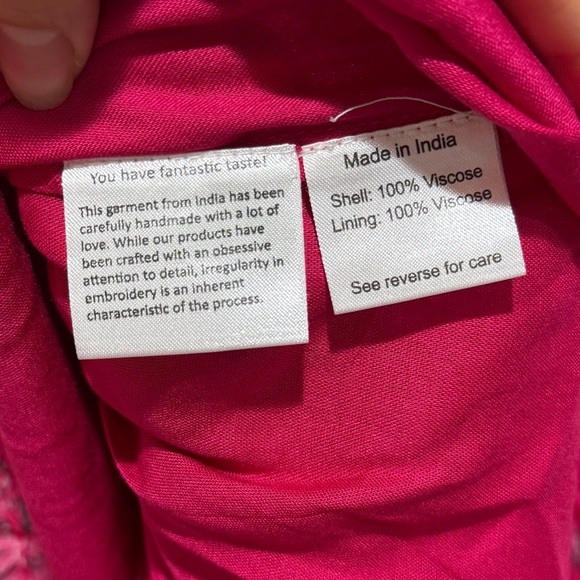 You have fantastic taste!
This garment from India has been
carefully handmade with a lot of
love. While our products have
been crafted with an obsessive
attention to detail, irregularity in
embroidery is an inherent
characteristic of the process.
Made in India
Shell: 100% Viscose
Lining: 100% Viscose
See reverse for care